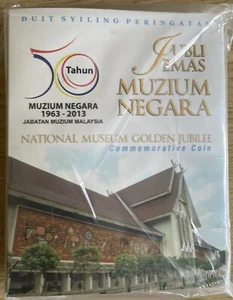 DUIT SYILING PERINGATAN
JUBLI
EMAS
MUZIUM
NEGARA
50
Tahun
MUZIUM NEGARA
1963 - 2013
JABATAN MUZIUM MALAYSIA
NATIONAL MUSEUM GOLDEN JUBILEE
Commemorative Coin